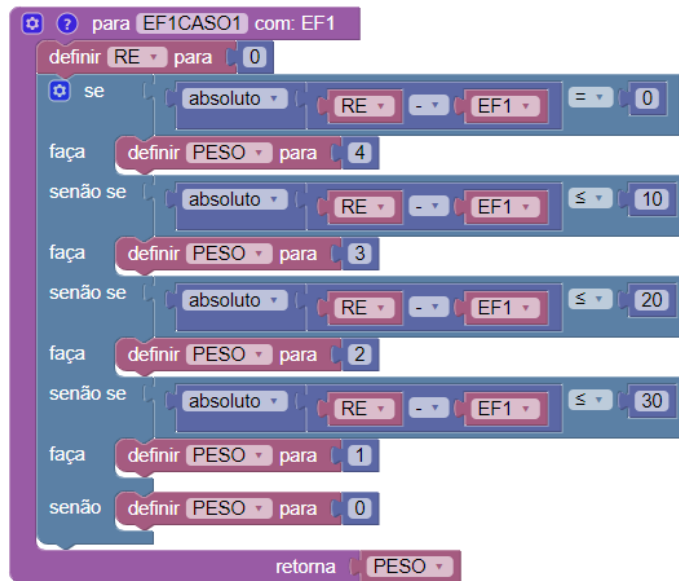 ? para EF1CASO1 com: EF1
definir RE para 0
se absoluto RE - EF1 = 0
faça definir PESO para 4
senão se absoluto RE - EF1 ≤ 10
faça definir PESO para 3
senão se absoluto RE - EF1 ≤ 20
faça definir PESO para 2
senão se absoluto RE - EF1 ≤ 30
faça definir PESO para 1
senão definir PESO para 0
retorna PESO